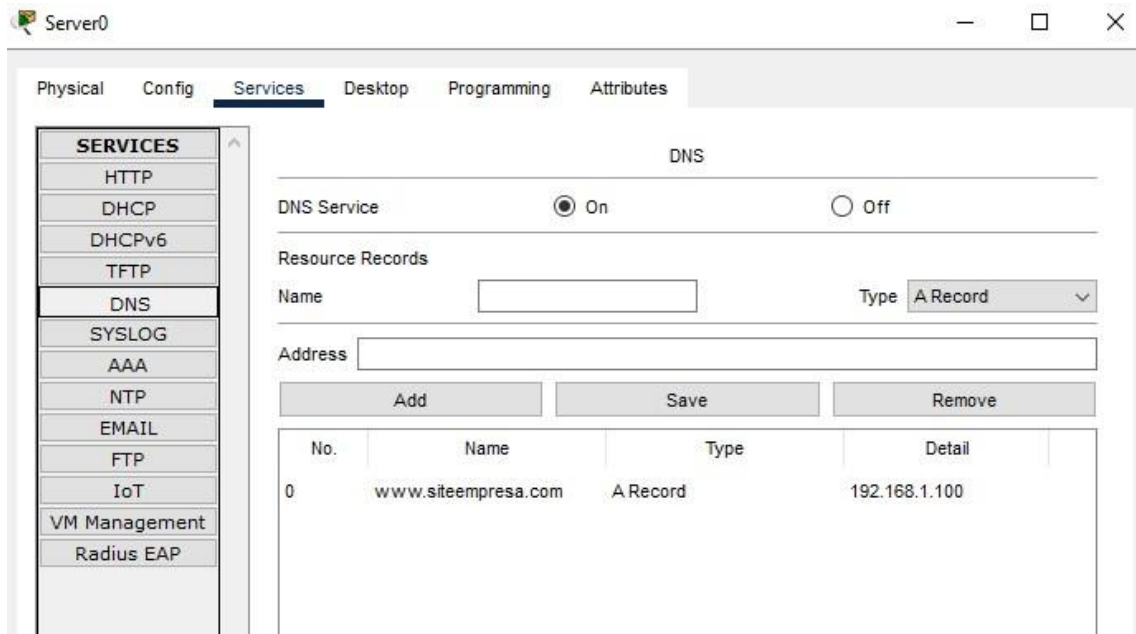 Server0
Physical Config Services Desktop Programming Attributes
SERVICES
HTTP
DHCP
DHCPv6
TFTP
DNS
SYSLOG
AAA
NTP
EMAIL
FTP
IoT
VM Management
Radius EAP
DNS
DNS Service On Off
Resource Records
Name Type A Record
Address
Add Save Remove
No. Name Type Detail
0 www.siteempresa.com A Record 192.168.1.100